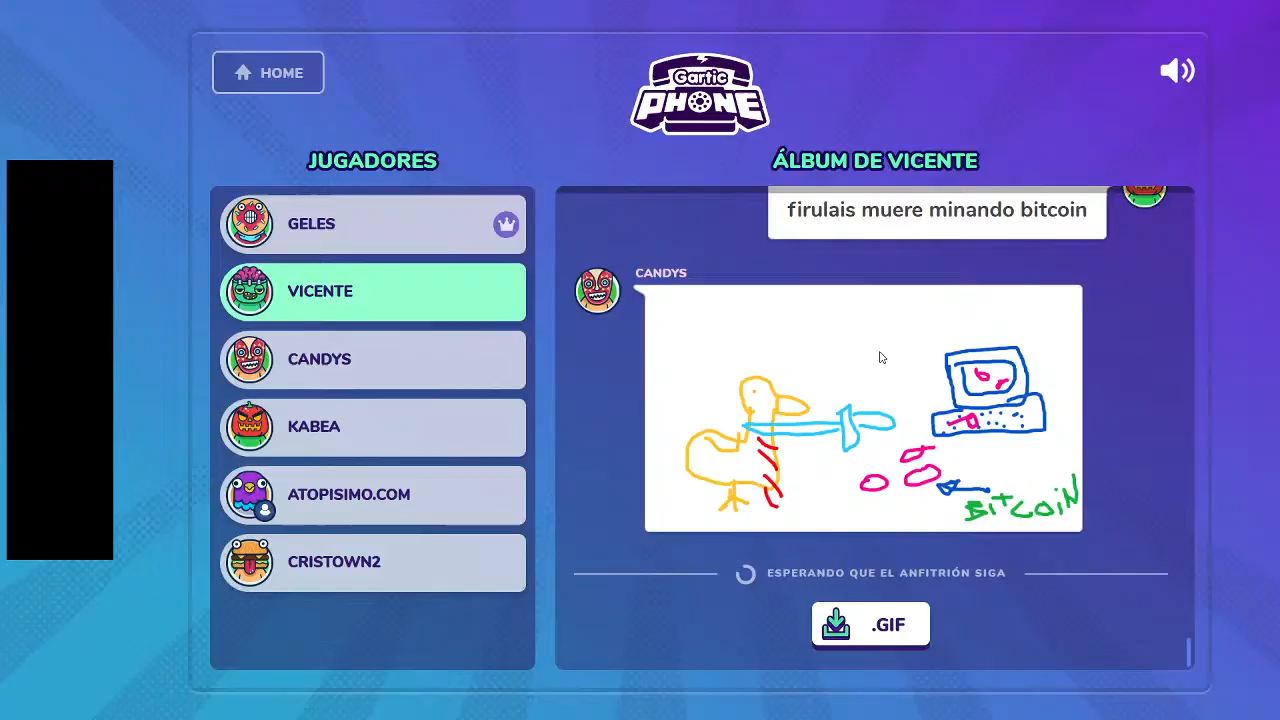 HOME
Gartic
PHONE
JUGADORES
ÁLBUM DE VICENTE
GELES
VICENTE
CANDYS
KABEA
ATOPISIMO.COM
CRISTOWN2
firulais muere minando bitcoin
CANDYS
BITCOIN
ESPERANDO QUE EL ANFITRIÓN SIGA
.GIF